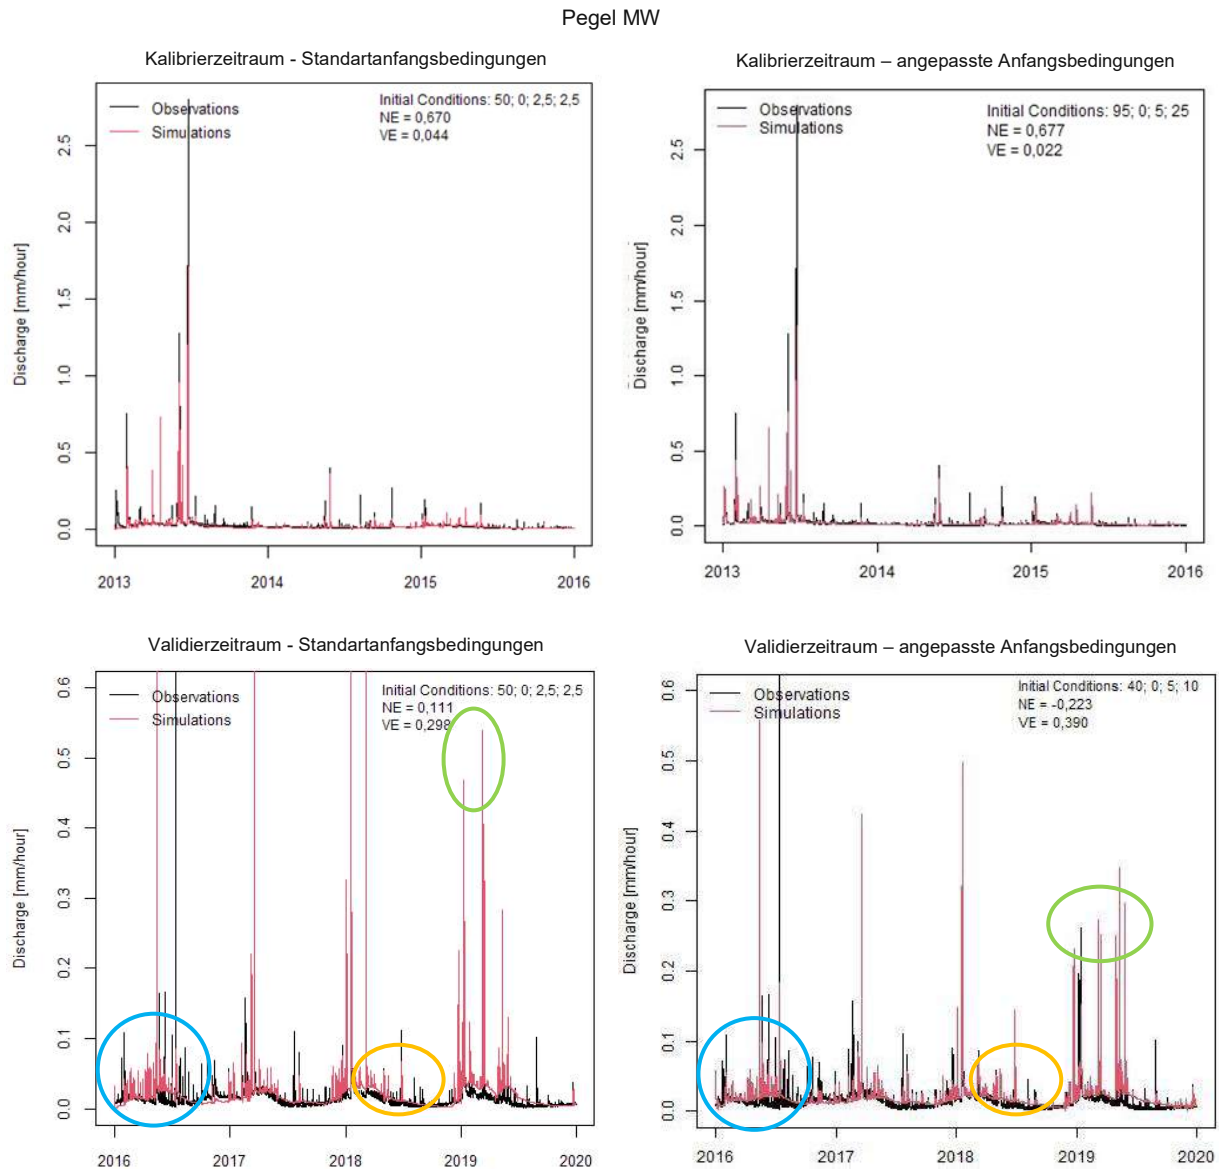 Pegel MW
Kalibrierzeitraum - Standartanfangsbedingungen
Observations
Simulations
Initial Conditions: 50; 0; 2,5; 2,5
NE = 0,670
VE = 0,044
Discharge [mm/hour]
2.5
2.0
1.5
1.0
0.5
0.0
2013
2014
2015
2016
Kalibrierzeitraum – angepasste Anfangsbedingungen
Observations
Simulations
Initial Conditions: 95; 0; 5; 25
NE = 0,677
VE = 0,022
Discharge [mm/hour]
2.5
2.0
1.5
1.0
0.5
0.0
2013
2014
2015
2016
Validierzeitraum - Standartanfangsbedingungen
Observations
Simulations
Initial Conditions: 50; 0; 2,5; 2,5
NE = 0,111
VE = 0,298
Discharge [mm/hour]
0.6
0.5
0.4
0.3
0.2
0.1
0.0
2016
2017
2018
2019
2020
Validierzeitraum – angepasste Anfangsbedingungen
Observations
Simulations
Initial Conditions: 40; 0; 5; 10
NE = -0,223
VE = 0,390
Discharge [mm/hour]
0.6
0.5
0.4
0.3
0.2
0.1
0.0
2016
2017
2018
2019
2020